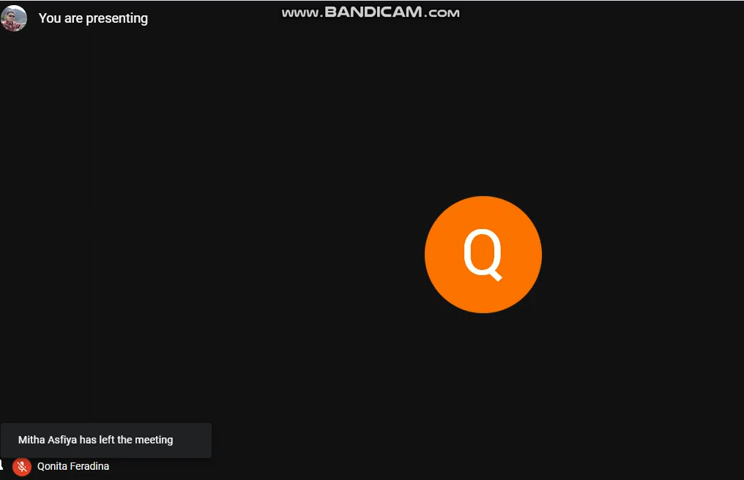 You are presenting
WWW.BANDICAM.COM
Q
Mitha Asfiya has left the meeting
Qonita Feradina